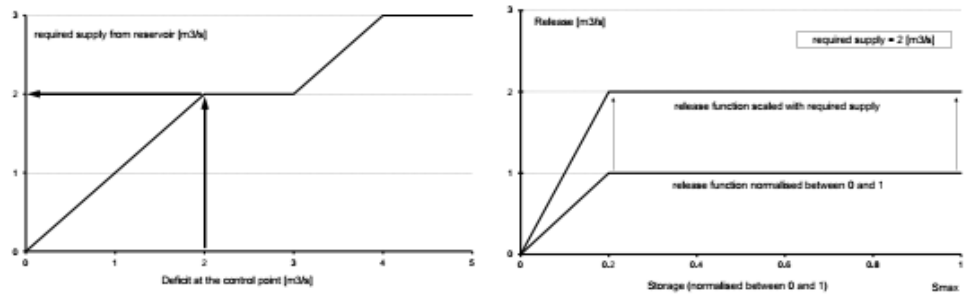 3
required supply from reservoir [m3/s]
2
1
0
0
1
2
3
4
5
Deficit at the control point [m3/s]
3
Release [m3/s]
required supply = 2 [m3/s]
2
release function scaled with required supply
1
release function normalised between 0 and 1
0
0
0.2
0.4
0.6
0.8
1
Storage (normalised between 0 and 1)
Smax